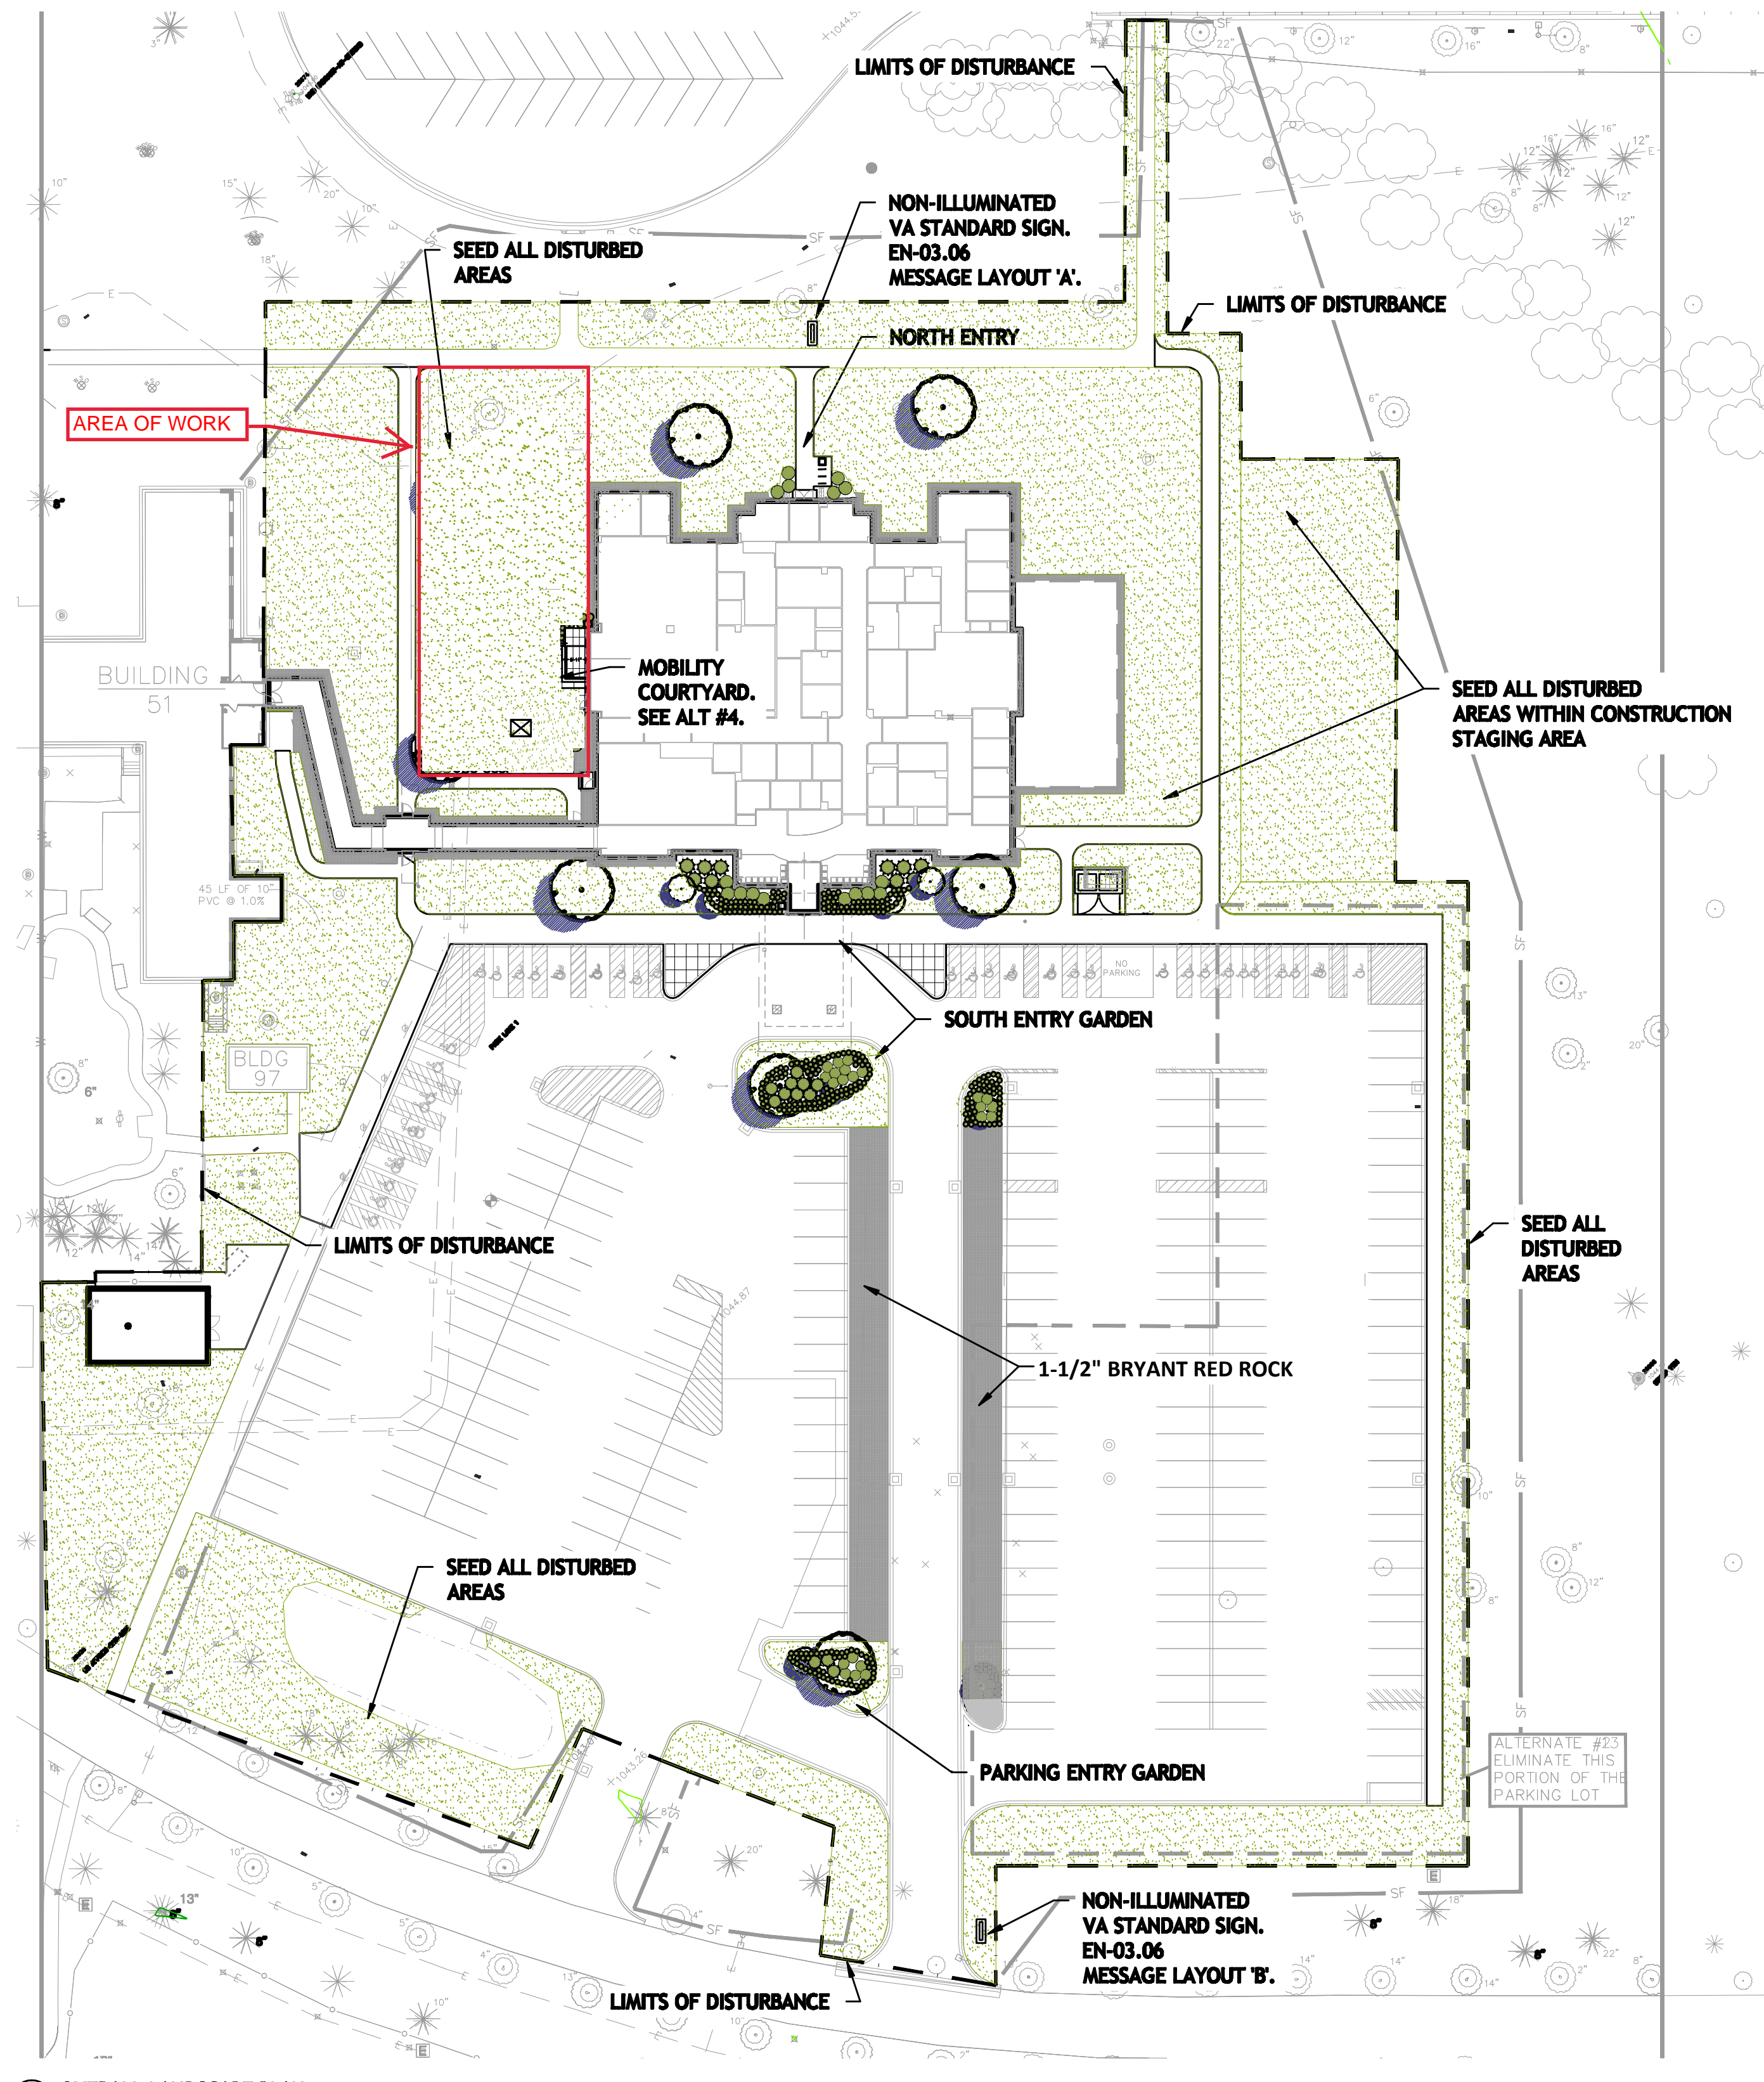 LIMITS OF DISTURBANCE
NON-ILLUMINATED
VA STANDARD SIGN.
EN-03.06
MESSAGE LAYOUT 'A'.
SEED ALL DISTURBED
AREAS
LIMITS OF DISTURBANCE
NORTH ENTRY
AREA OF WORK
BUILDING
51
MOBILITY
COURTYARD.
SEE ALT #4.
SEED ALL DISTURBED
AREAS WITHIN CONSTRUCTION
STAGING AREA
45 LF OF 10"
PVC @ 1.0%
NO
PARKING
SOUTH ENTRY GARDEN
BLDG
97
LIMITS OF DISTURBANCE
SEED ALL
DISTURBED
AREAS
1044.87
1-1/2" BRYANT RED ROCK
SEED ALL DISTURBED
AREAS
PARKING ENTRY GARDEN
1043.26
ELIMINATE THIS
PORTION OF THE
PARKING LOT
NON-ILLUMINATED
VA STANDARD SIGN.
EN-03.06
MESSAGE LAYOUT 'B'.
LIMITS OF DISTURBANCE